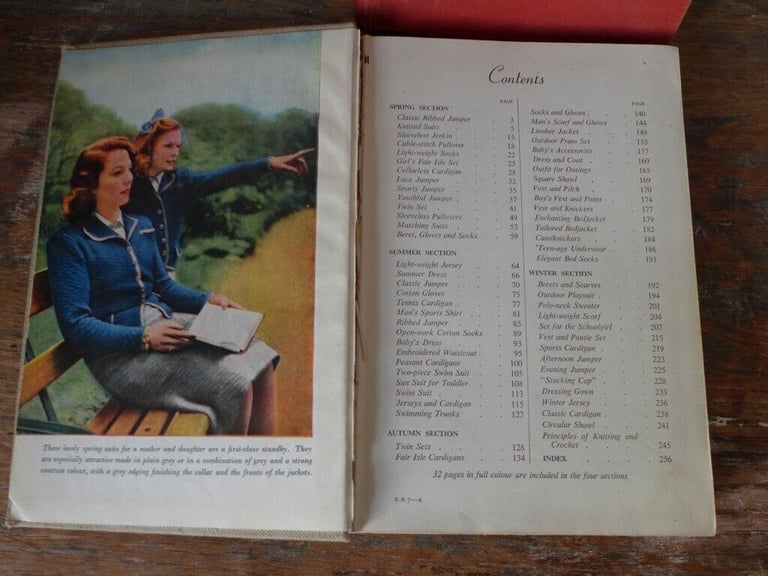 These lovely spring suits for a mother and daughter are a first-class standby. They
are especially attractive made in plain grey or in a combination of grey and a strong
contrast colour, with a grey edging finishing the collar and the fronts of the jackets.
Contents
PAGE
SPRING SECTION
Classic Ribbed Jumper . . 3
Knitted Suits . . . 5
Sleeveless Jerkin . . . 15
Cable-stitch Pullover . . 18
Light-weight Socks . . 22
Girl's Fair Isle Set . . 25
Collarless Cardigan . . 28
Lace Jumper . . . 32
Sports Jumper . . . 35
Youthful Jumper . . . 37
Twin Set . . . 41
Sleeveless Pullovers . . 49
Matching Suits . . . 53
Beret, Gloves and Socks . . 59
SUMMER SECTION
Light-weight Jersey . . 64
Summer Dress . . . 66
Classic Jumper . . . 70
Cotton Gloves . . . 75
Tennis Cardigan . . . 77
Man's Sports Shirt . . 81
Ribbed Jumper . . . 85
Open-work Cotton Socks . . 89
Baby's Dress . . . 93
Embroidered Waistcoat . . 95
Peasant Cardigans . . 100
Two-piece Swim Suit . . 105
Sun Suit for Toddler . . 108
Swim Suit . . . 113
Jerseys and Cardigan . . 115
Swimming Trunks . . 122
AUTUMN SECTION
Twin Sets . . . 128
Fair Isle Cardigans . . 134
PAGE
Socks and Gloves . . . 140
Man's Scarf and Gloves . . 144
Lumber Jacket . . . 149
Outdoor Pram Set . . 153
Baby's Accessories . . 157
Dress and Coat . . . 160
Outfit for Outings . . 165
Square Shawl . . . 169
Vest and Pilch . . . 170
Boy's Vest and Pants . . 174
Vest and Knickers . . 177
Enchanting Bedjacket . . 179
Tailored Bedjacket . . 182
Camiknickers . . . 184
'Teen-age Underwear . . 186
Elegant Bed Socks . . 191
WINTER SECTION
Berets and Scarves . . 192
Outdoor Playsuit . . . 194
Polo-neck Sweater . . 201
Light-weight Scarf . . 204
Set for the Schoolgirl . . 207
Vest and Pantie Set . . 215
Sports Cardigan . . . 219
Afternoon Jumper . . 223
Evening Jumper . . . 225
"Stocking Cap" . . . 228
Dressing Gown . . . 233
Winter Jersey . . . 236
Classic Cardigan . . . 238
Circular Shawl . . . 241
Principles of Knitting and
Crochet . . . 245
INDEX . . . 256
32 pages in full colour are included in the four sections
K.B.7—A